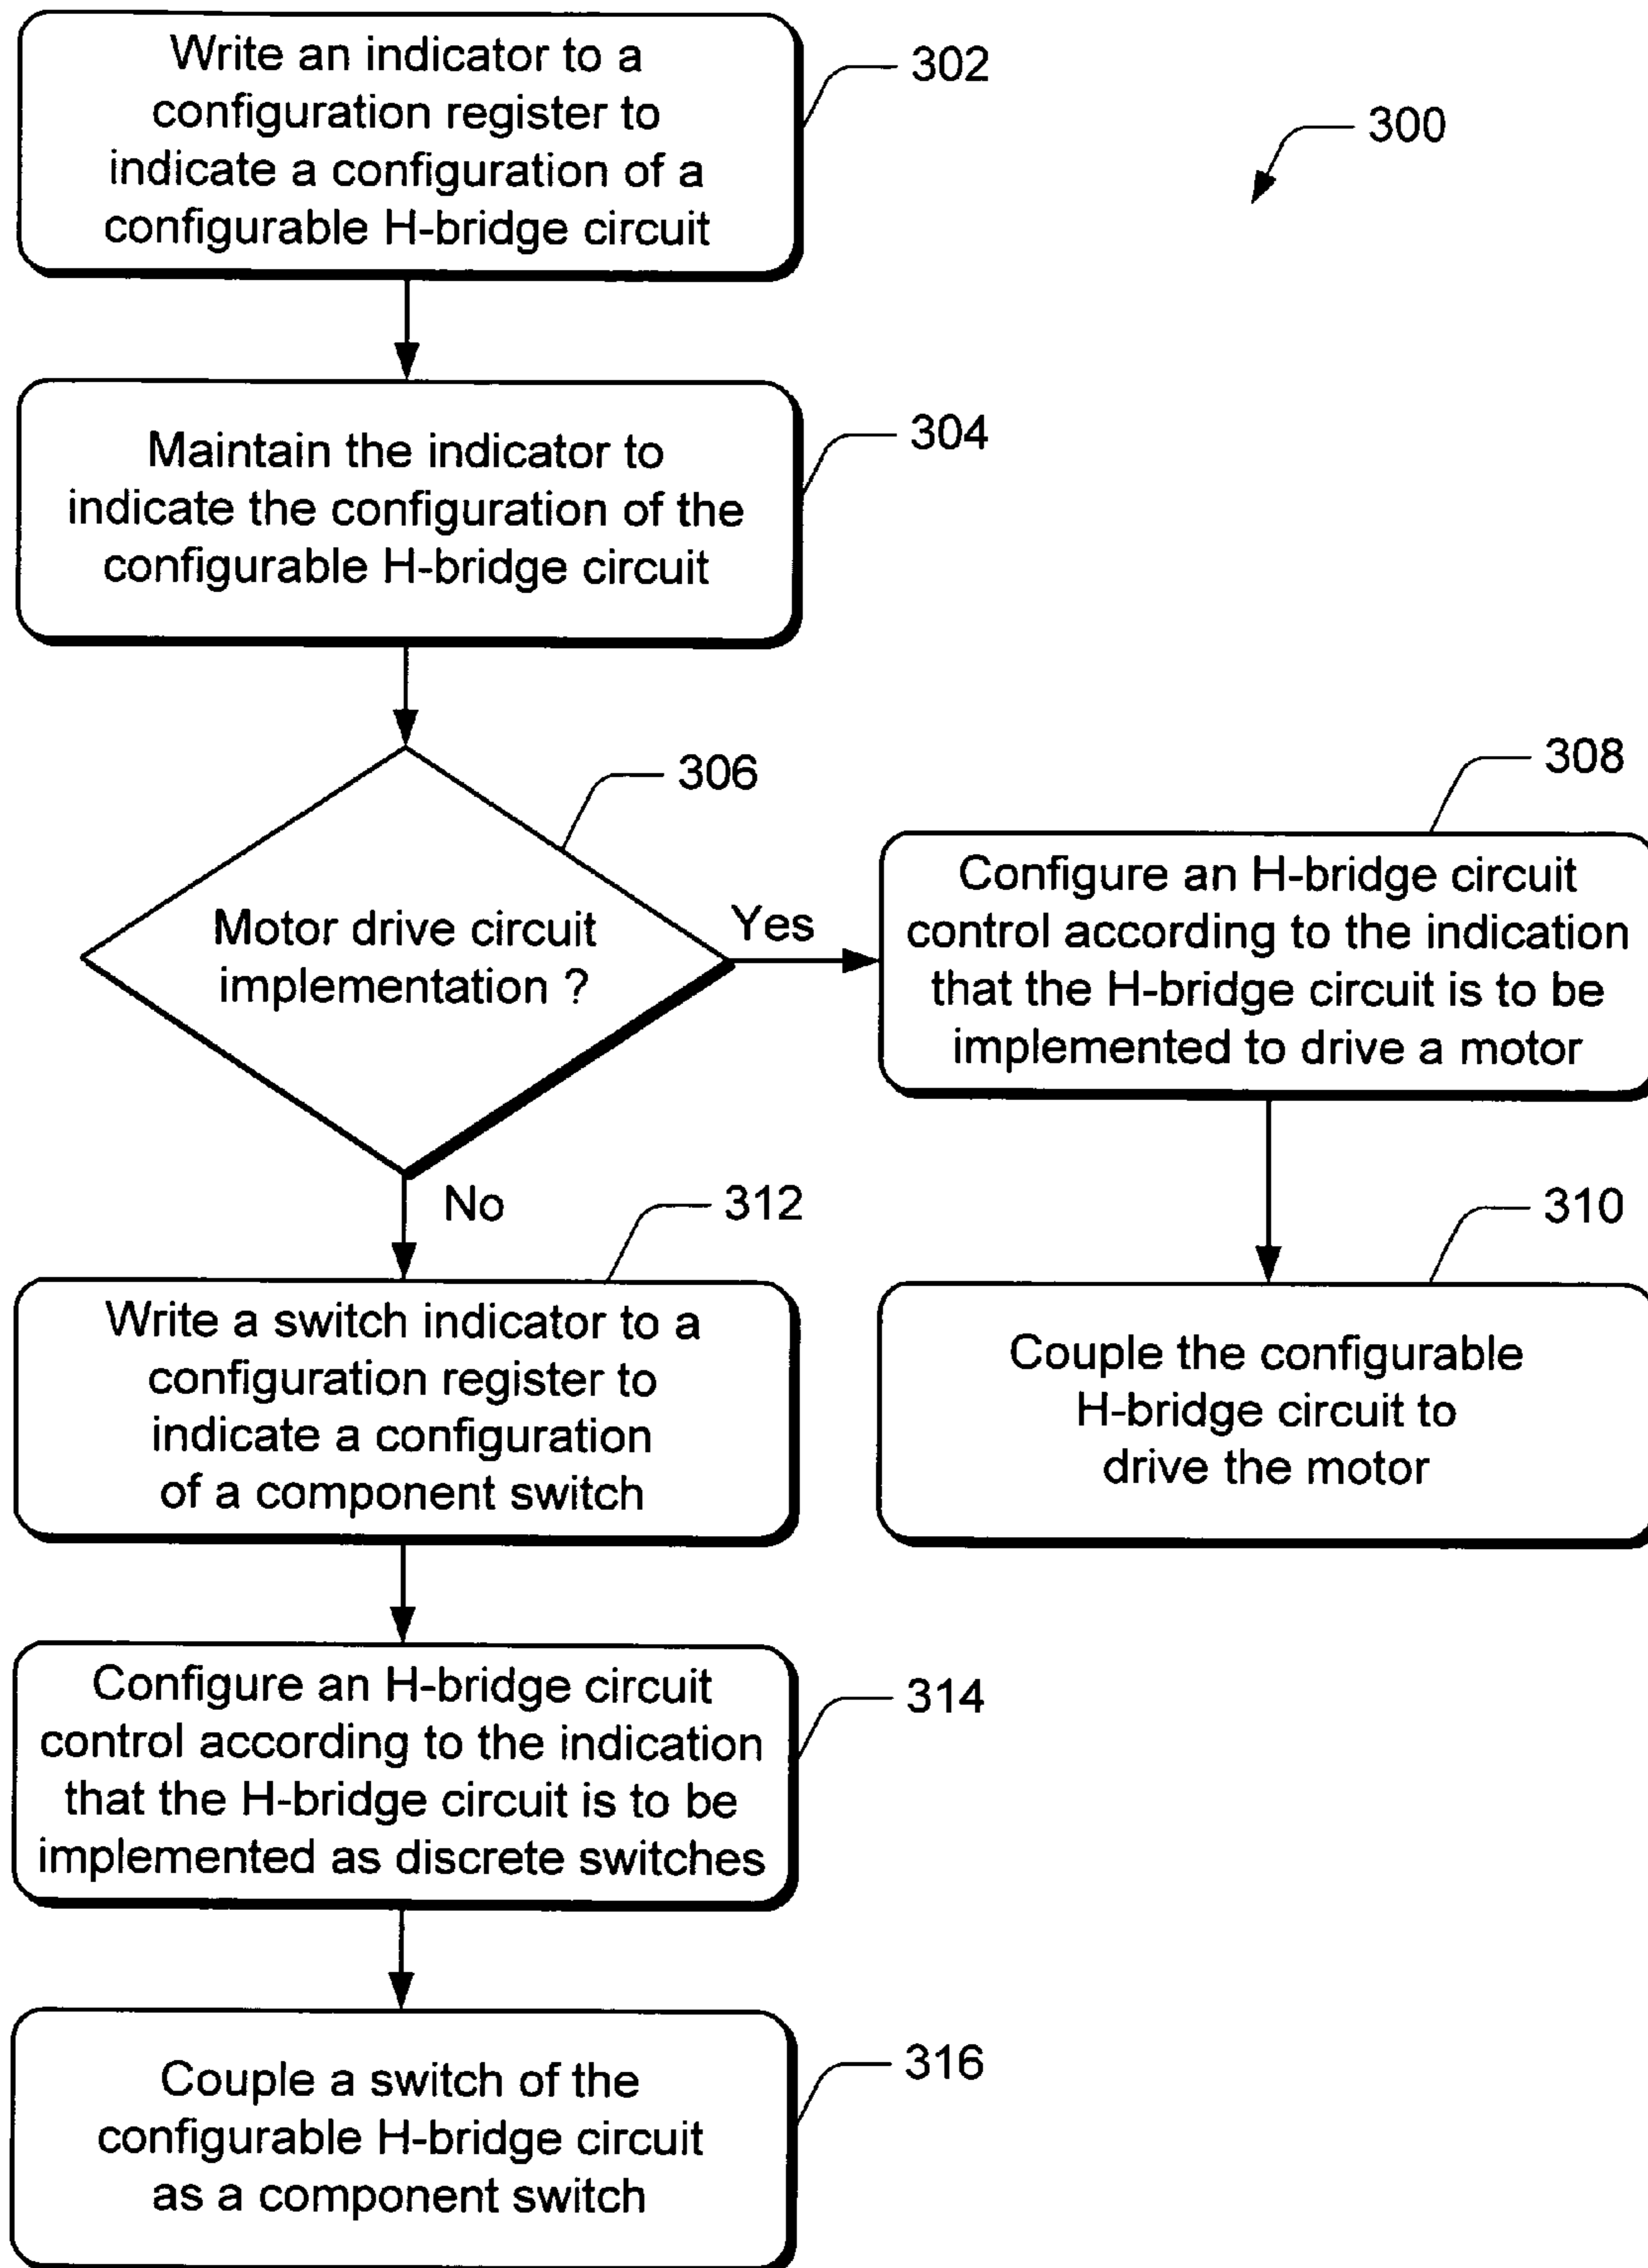 Write an indicator to a
configuration register to
indicate a configuration of a
configurable H-bridge circuit
302
300
Maintain the indicator to
indicate the configuration of the
configurable H-bridge circuit
304
Motor drive circuit
implementation ?
306
Yes
No
308
Configure an H-bridge circuit
control according to the indication
that the H-bridge circuit is to be
implemented to drive a motor
310
Couple the configurable
H-bridge circuit to
drive the motor
312
Write a switch indicator to a
configuration register to
indicate a configuration
of a component switch
Configure an H-bridge circuit
control according to the indication
that the H-bridge circuit is to be
implemented as discrete switches
314
Couple a switch of the
configurable H-bridge circuit
as a component switch
316